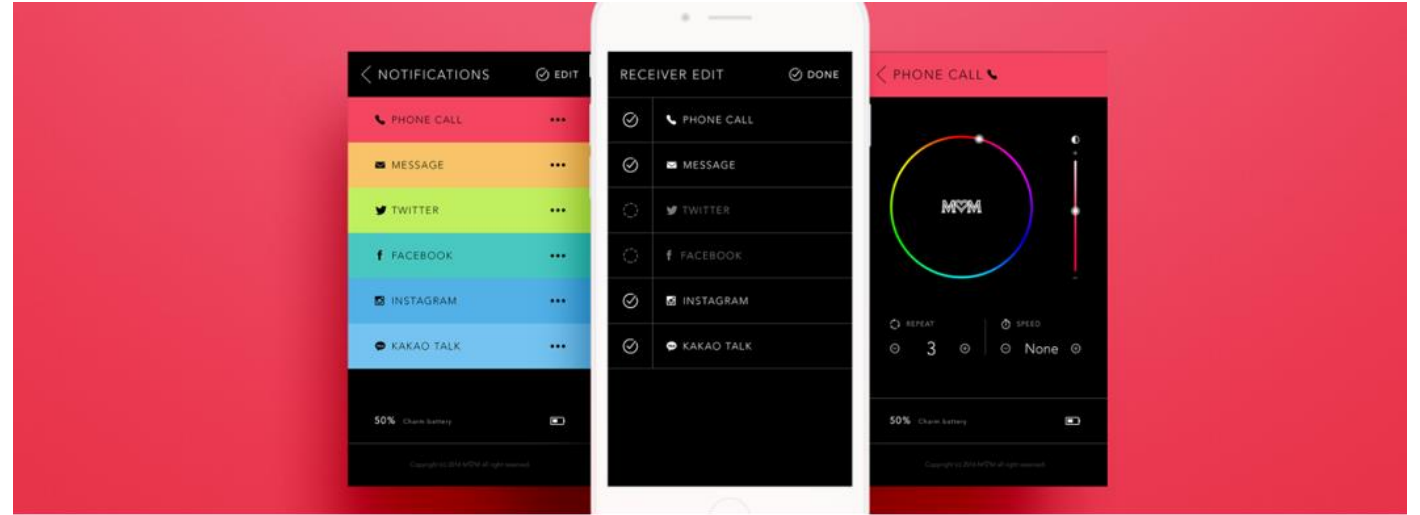 NOTIFICATIONS
EDIT
PHONE CALL
MESSAGE
TWITTER
FACEBOOK
INSTAGRAM
KAKAO TALK
50% Charm battery
RECEIVER EDIT
DONE
PHONE CALL
MESSAGE
TWITTER
FACEBOOK
INSTAGRAM
KAKAO TALK
PHONE CALL
M♡M
REPEAT
SPEED
3
None
50% Charm battery